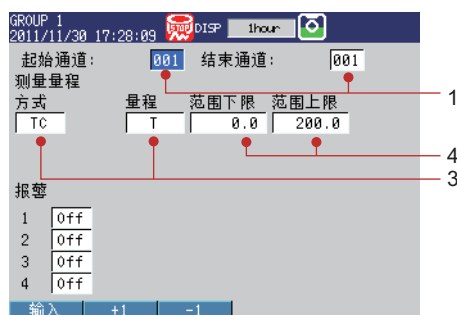 GROUP 1
2011/11/30 17:28:09 STOP DISP 1hour
起始通道: 001 结束通道: 001
测量量程
方式 量程 范围下限 范围上限
TC T 0.0 200.0
报警
1 Off
2 Off
3 Off
4 Off
输入 +1 -1
1
4
3